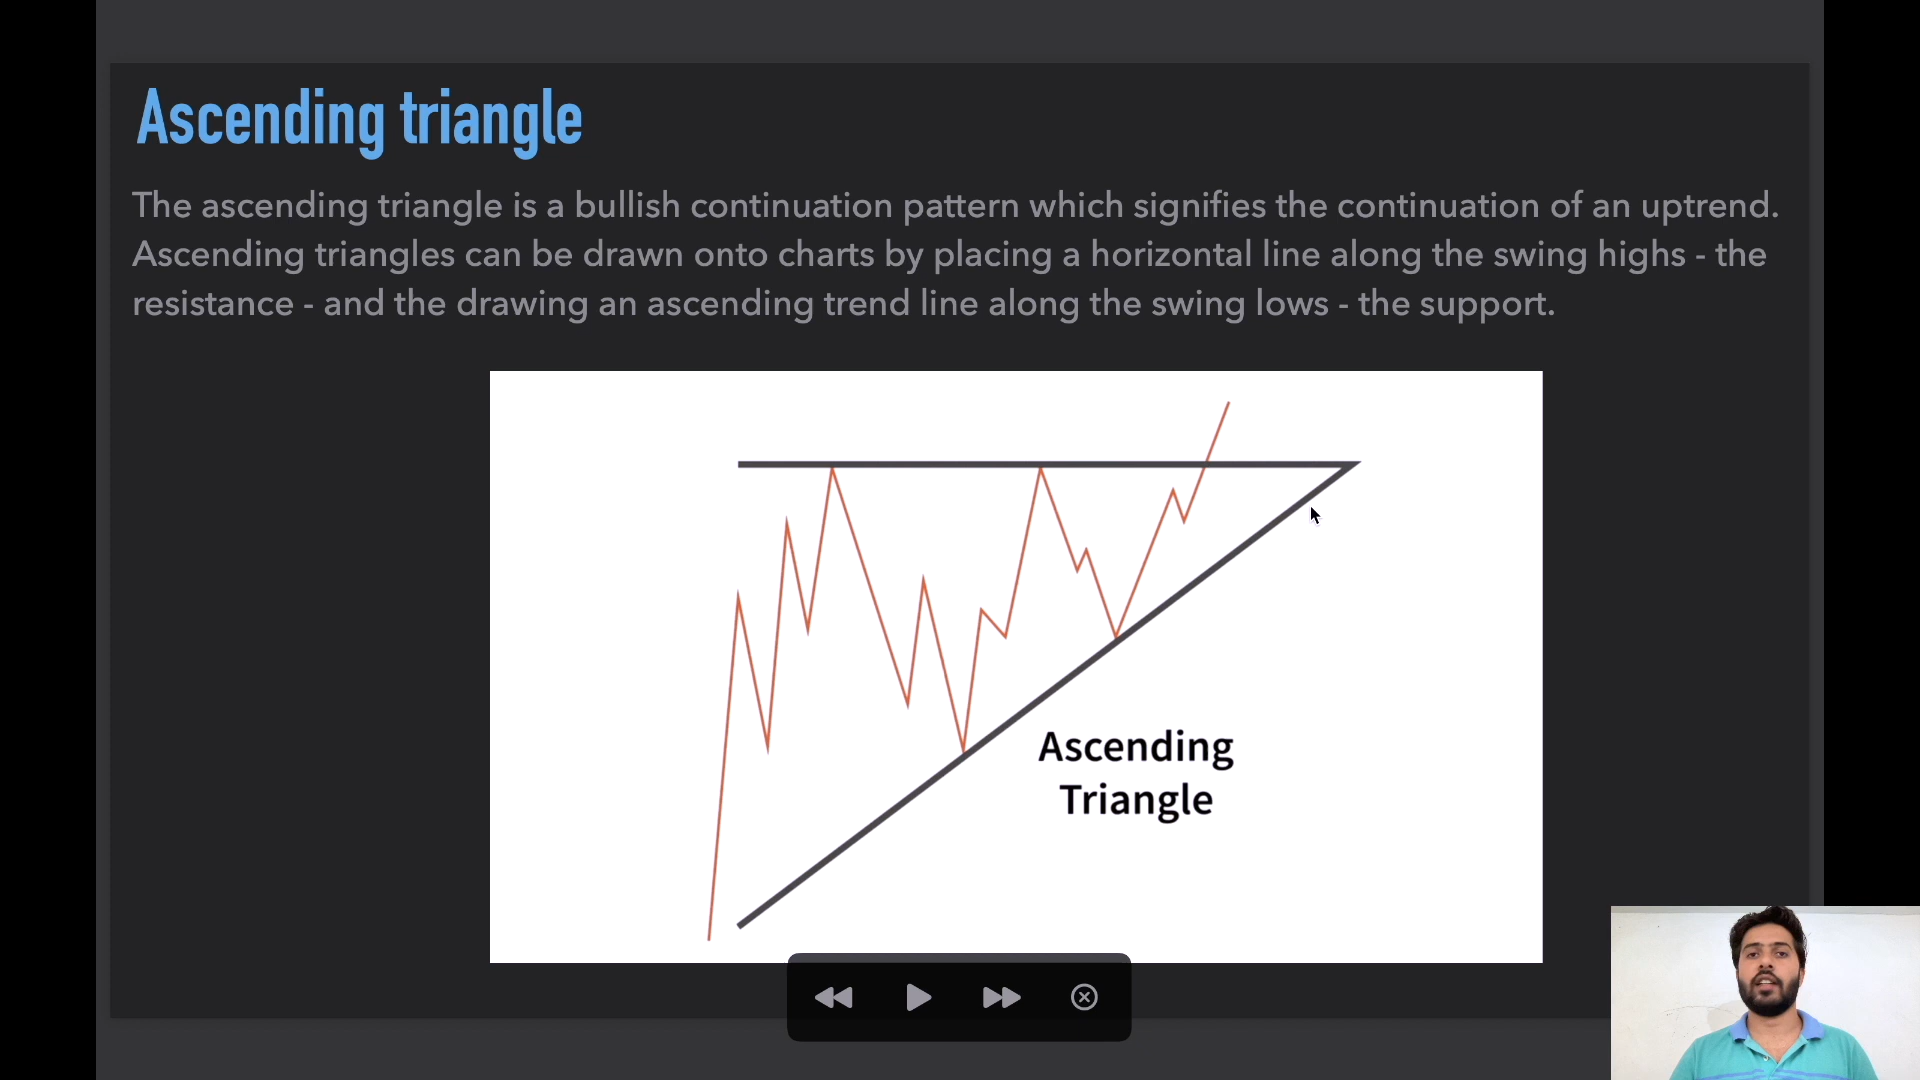 Ascending triangle
The ascending triangle is a bullish continuation pattern which signifies the continuation of an uptrend.
Ascending triangles can be drawn onto charts by placing a horizontal line along the swing highs - the
resistance - and the drawing an ascending trend line along the swing lows - the support.
Ascending
Triangle